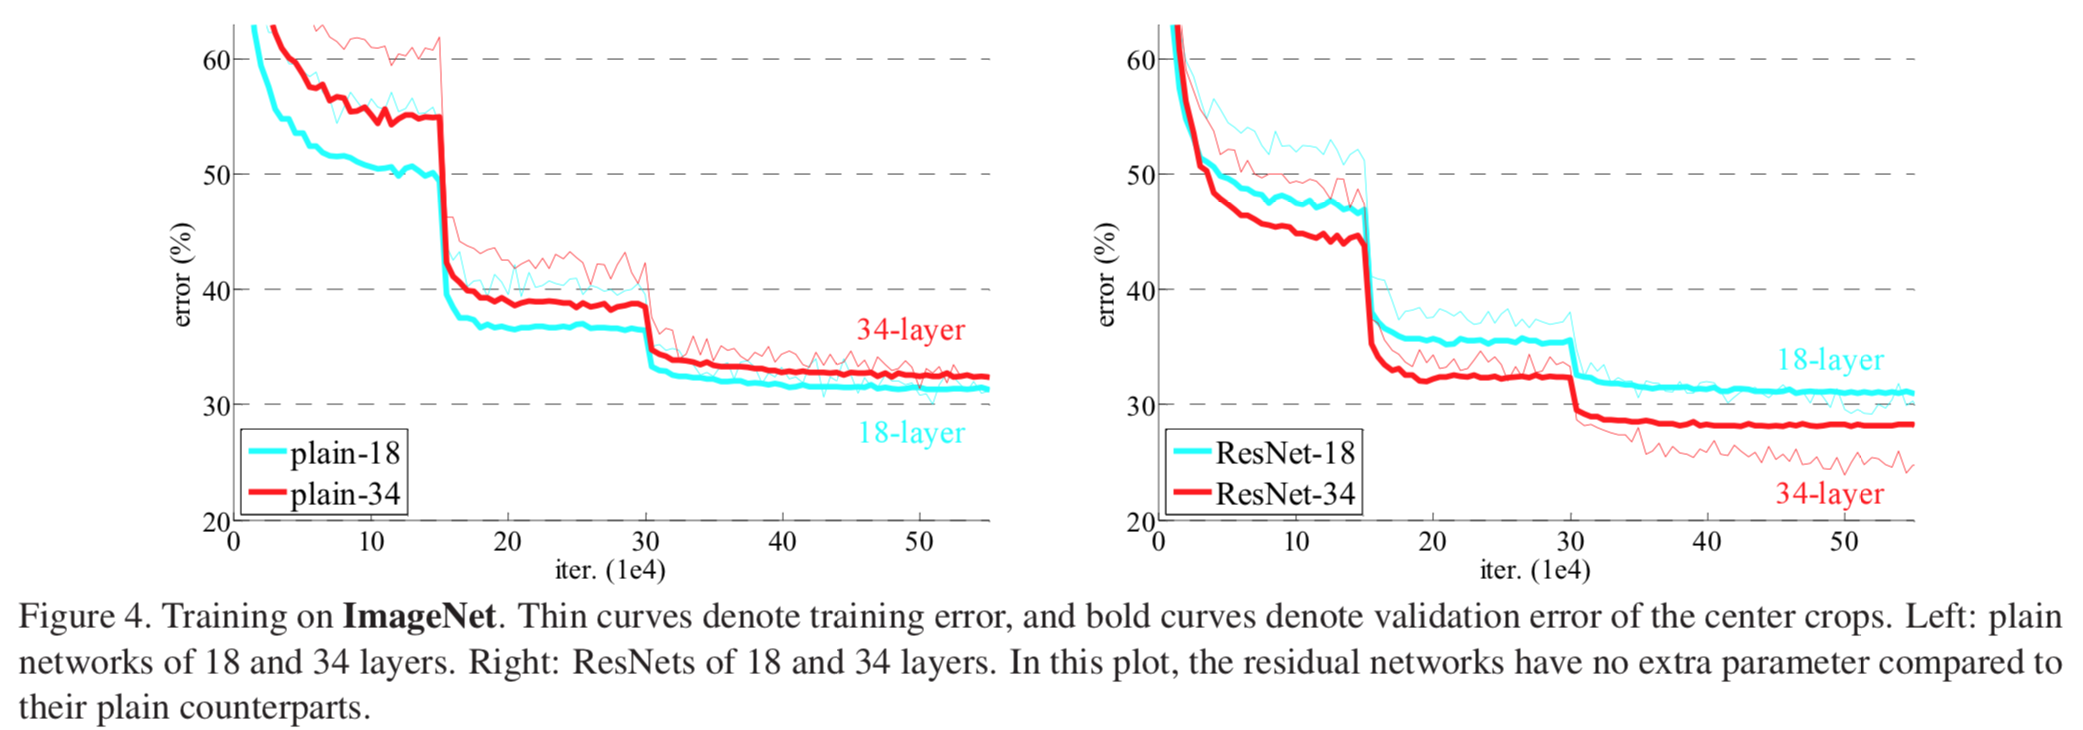 60
50
40
30
20
error (%)
34-layer
18-layer
plain-18
plain-34
0 10 20 30 40 50
iter. (1e4)
60
50
40
30
20
error (%)
18-layer
34-layer
ResNet-18
ResNet-34
0 10 20 30 40 50
iter. (1e4)
Figure 4. Training on ImageNet. Thin curves denote training error, and bold curves denote validation error of the center crops. Left: plain
networks of 18 and 34 layers. Right: ResNets of 18 and 34 layers. In this plot, the residual networks have no extra parameter compared to
their plain counterparts.